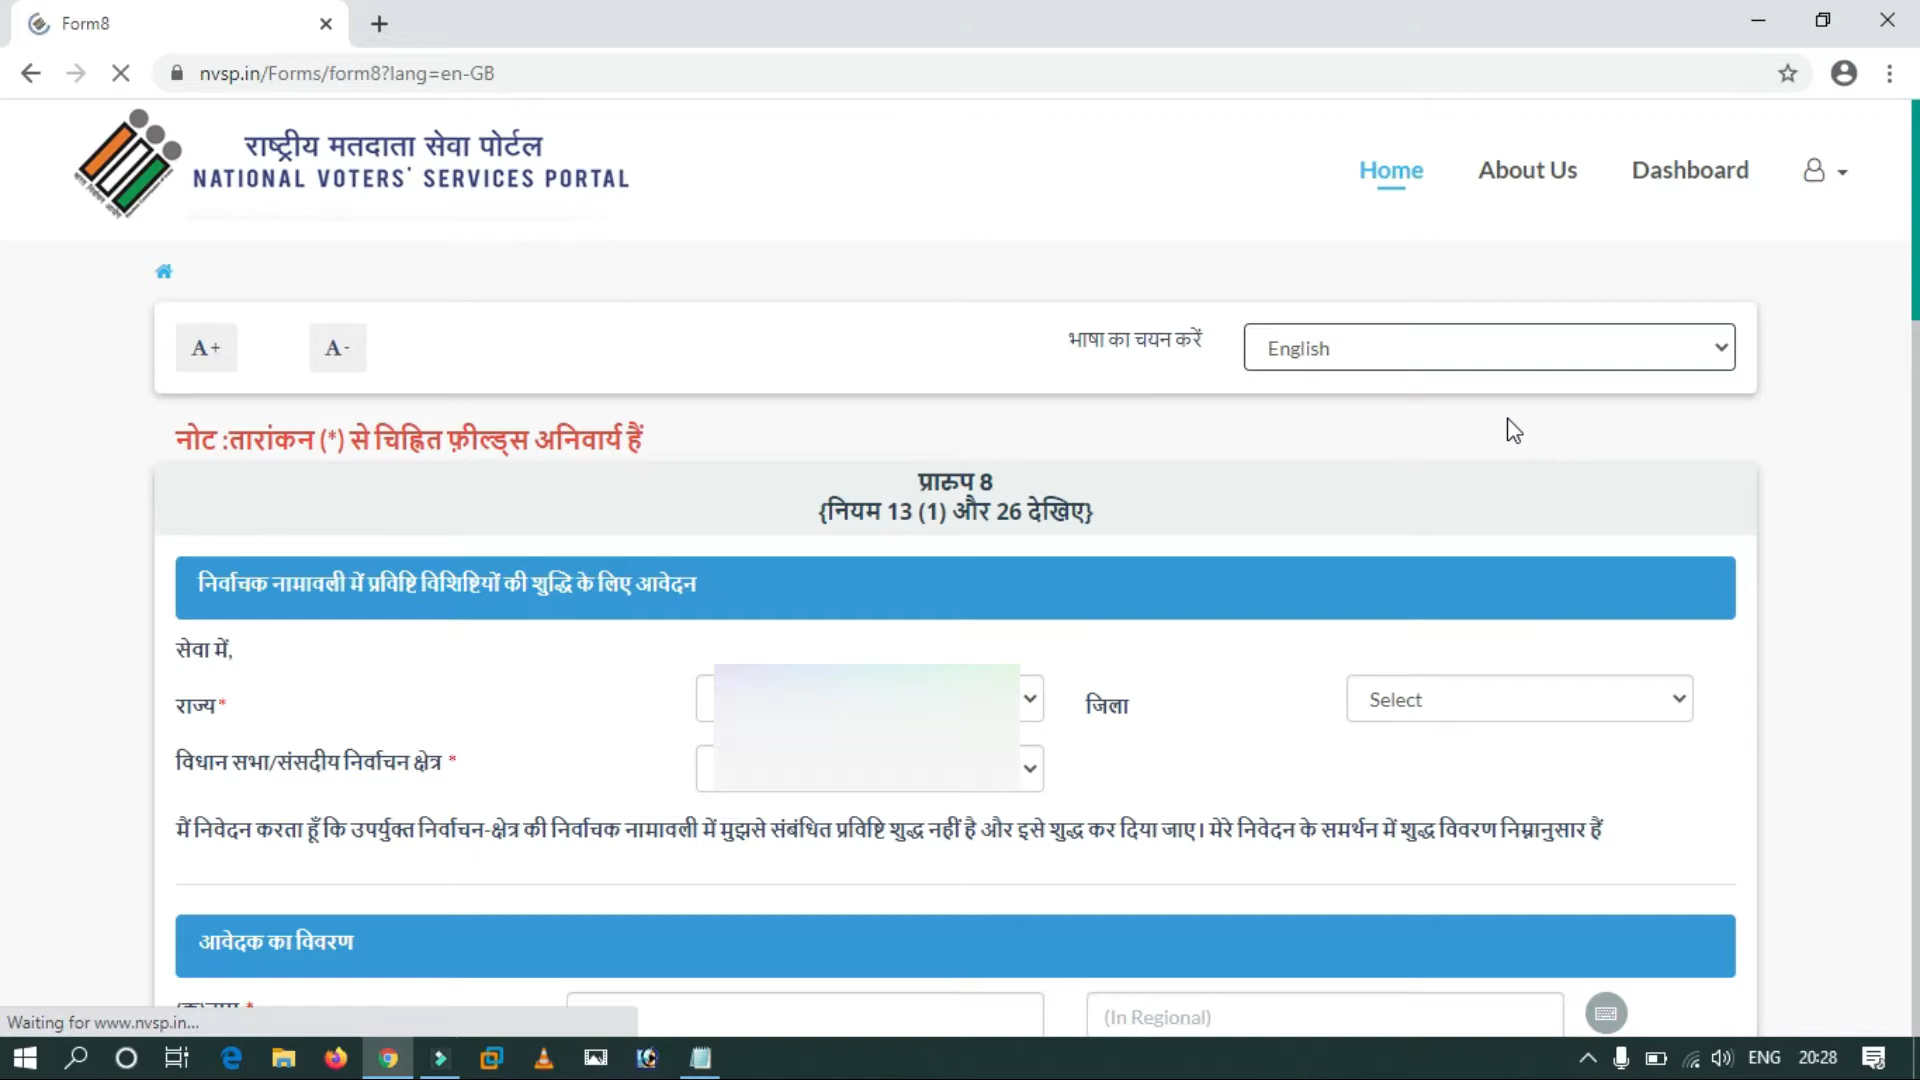 Form8
nvsp.in/Forms/form8?lang=en-GB
राष्ट्रीय मतदाता सेवा पोर्टल
NATIONAL VOTERS' SERVICES PORTAL
Home
About Us
Dashboard
A+
A-
भाषा का चयन करें
English
नोट :तारांकन (*) से चिह्नित फ़ील्ड्स अनिवार्य हैं
प्रारुप 8
{नियम 13 (1) और 26 देखिए}
निर्वाचक नामावली में प्रविष्टि विशिष्टियों की शुद्धि के लिए आवेदन
सेवा में,
राज्य*
जिला
Select
विधान सभा/संसदीय निर्वाचन क्षेत्र *
मैं निवेदन करता हूँ कि उपर्युक्त निर्वाचन-क्षेत्र की निर्वाचक नामावली में मुझसे संबंधित प्रविष्टि शुद्ध नहीं है और इसे शुद्ध कर दिया जाए। मेरे निवेदन के समर्थन में शुद्ध विवरण निम्नानुसार हैं
आवेदक का विवरण
(In Regional)
Waiting for www.nvsp.in...
ENG
20:28